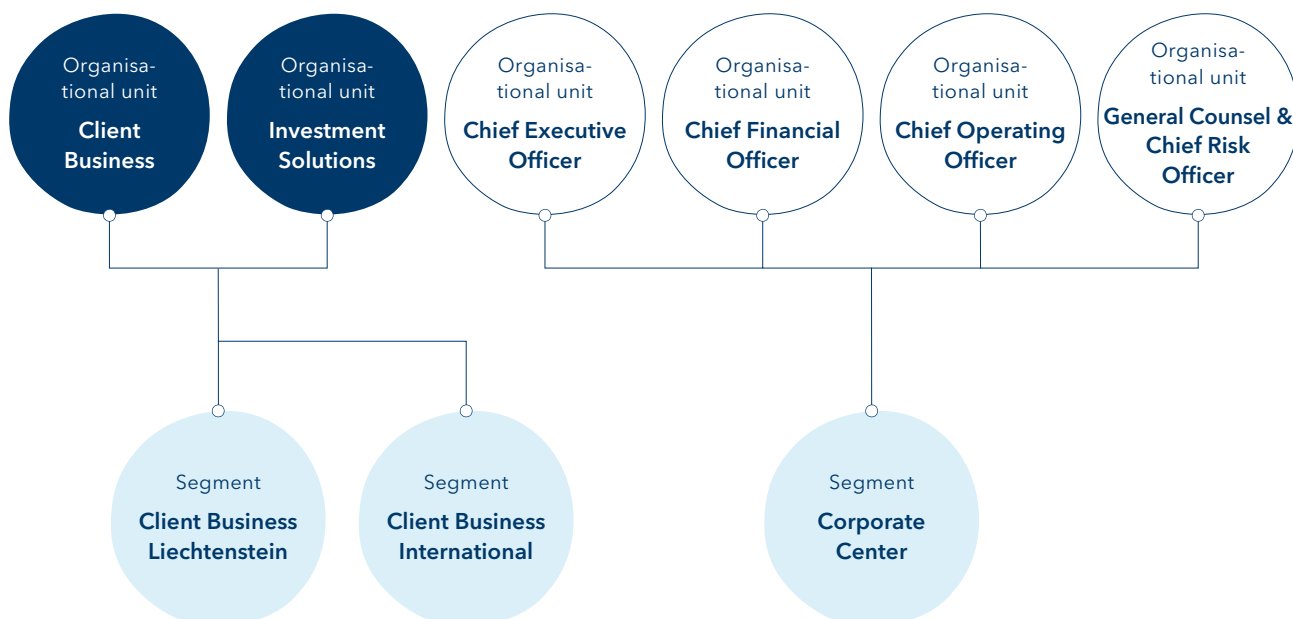 Organisa-
tional unit
Client
Business
Organisa-
tional unit
Investment
Solutions
Organisa-
tional unit
Chief Executive
Officer
Organisa-
tional unit
Chief Financial
Officer
Organisa-
tional unit
Chief Operating
Officer
Organisa-
tional unit
General Counsel &
Chief Risk
Officer
Segment
Client Business
Liechtenstein
Segment
Client Business
International
Segment
Corporate
Center